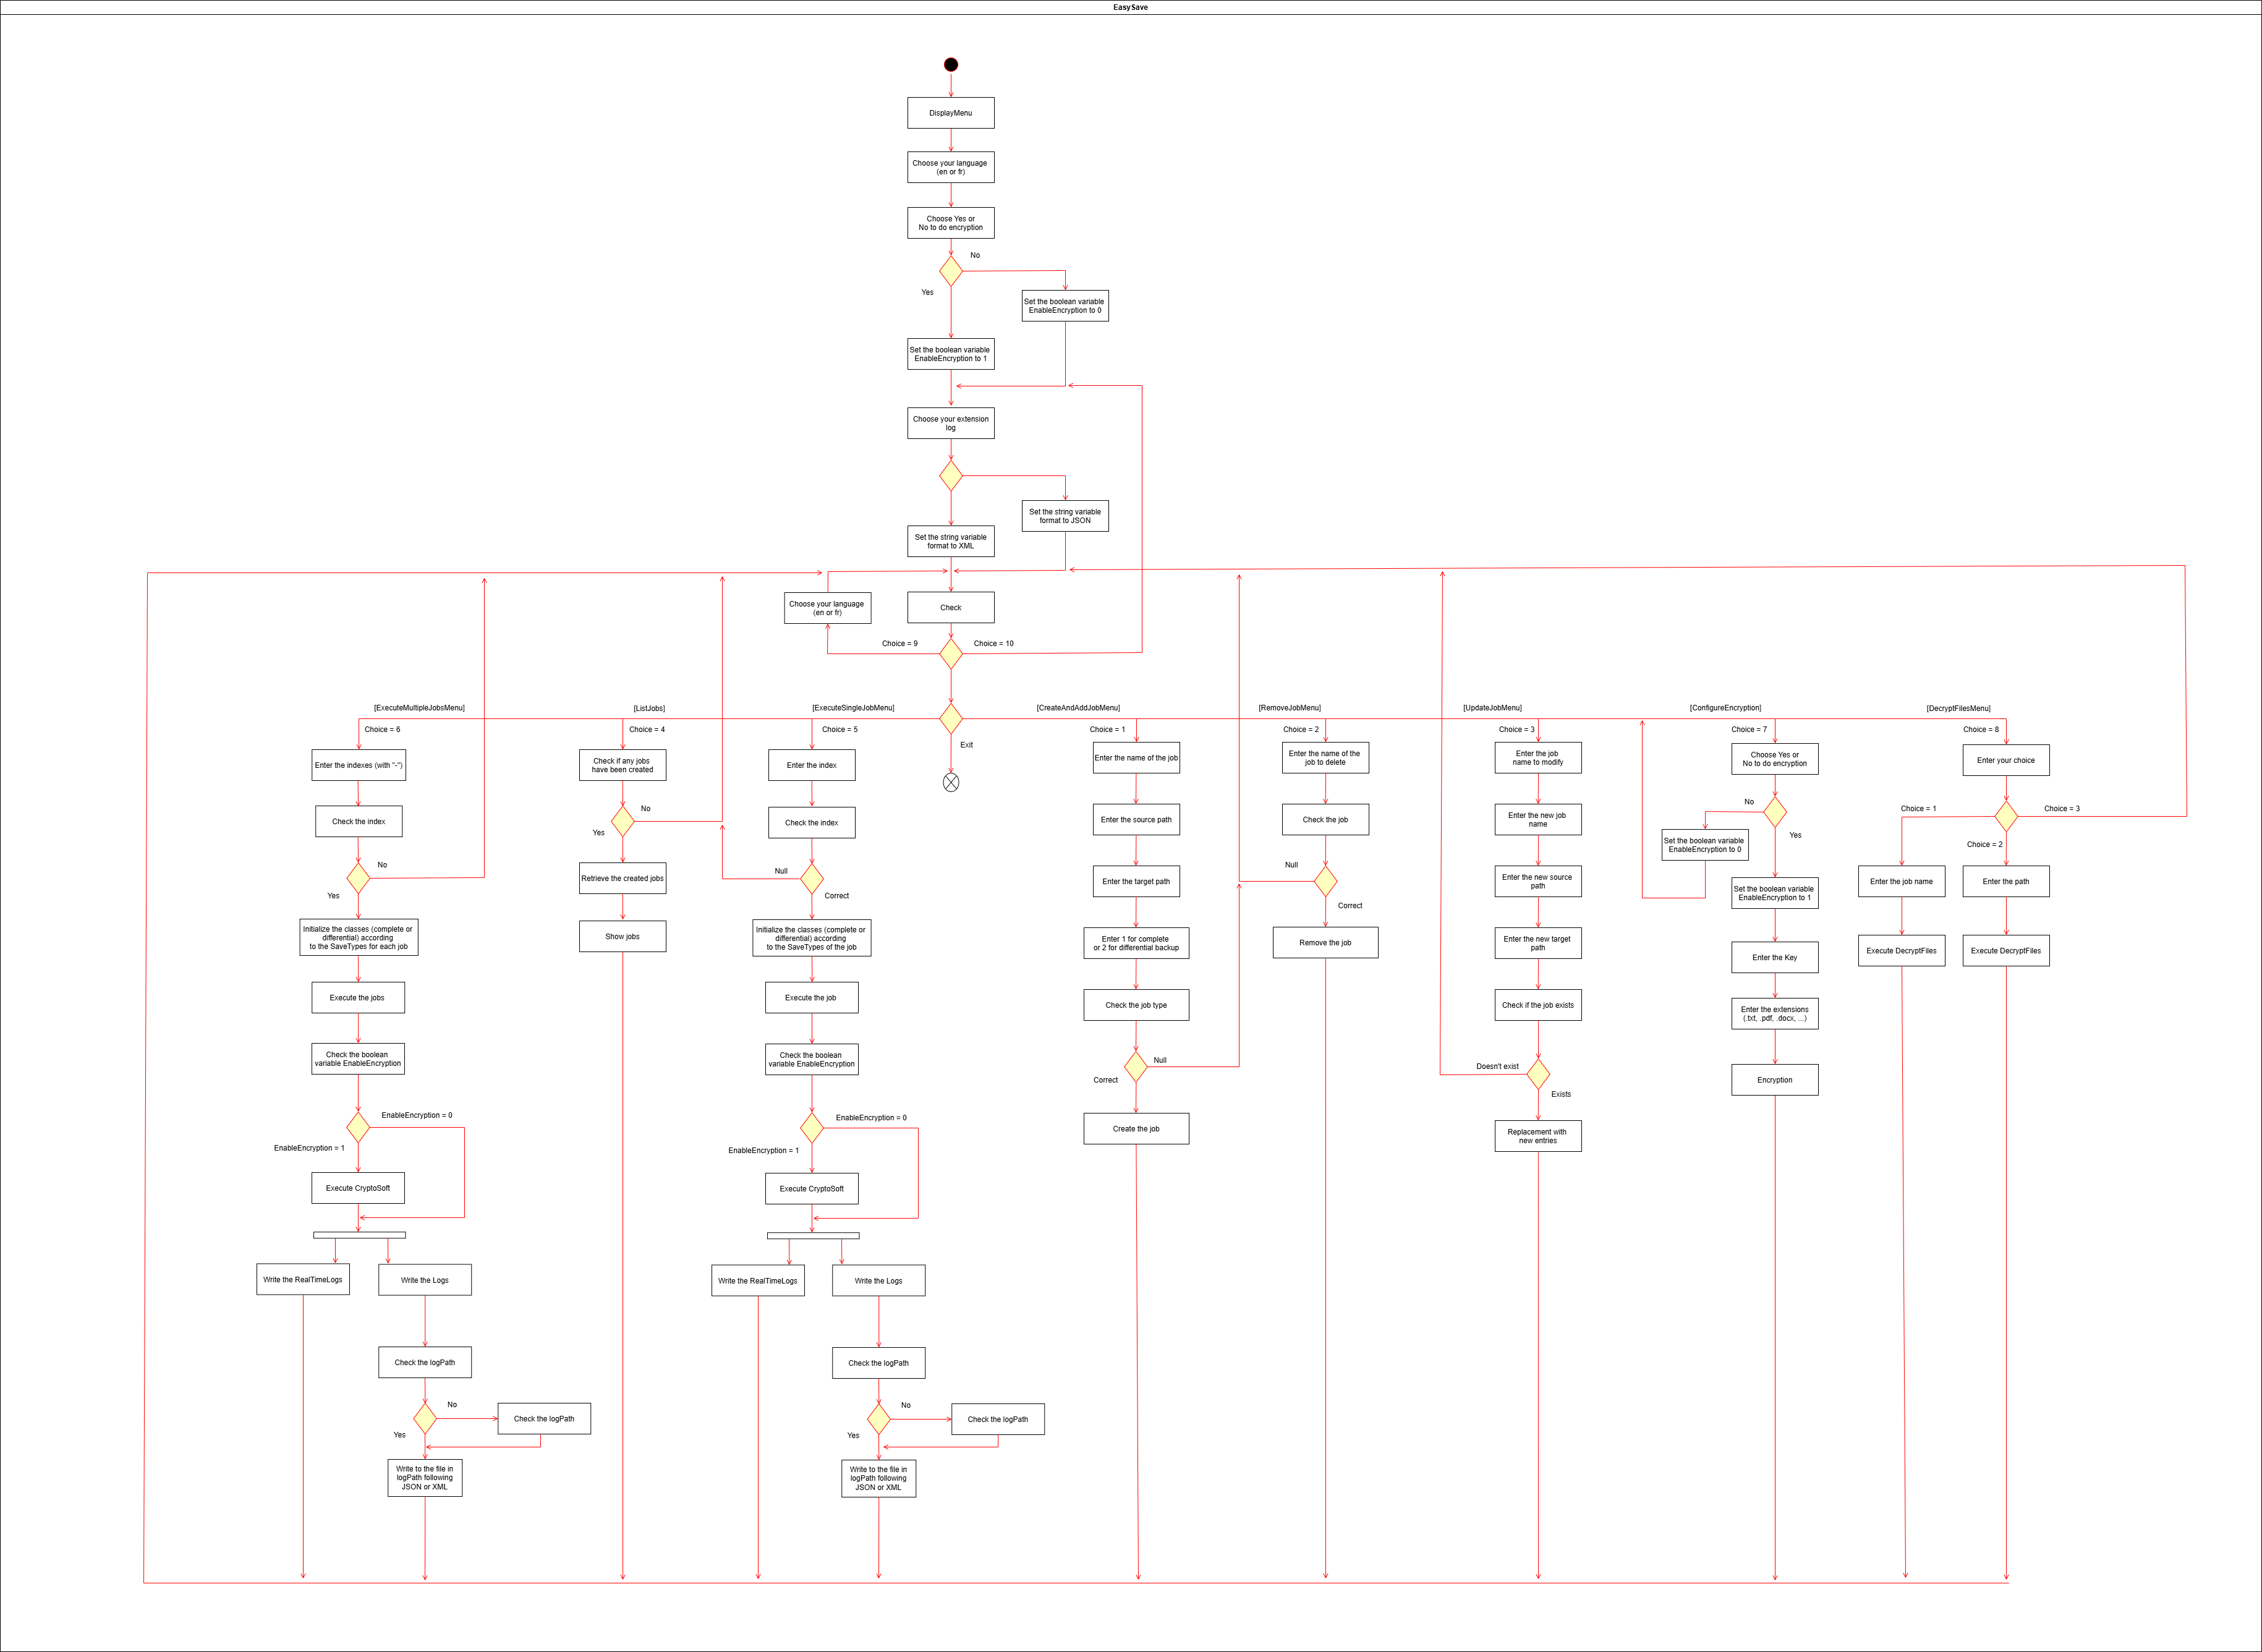 EasySave
DisplayMenu
Choose your language
(en or fr)
Choose Yes or
No to do encryption
No
Yes
Set the boolean variable
EnableEncryption to 0
Set the boolean variable
EnableEncryption to 1
Choose your extension
log
Set the string variable
format to JSON
Set the string variable
format to XML
Choose your language
(en or fr)
Check
Choice = 9
Choice = 10
[ExecuteMultipleJobsMenu]
[ListJobs]
[ExecuteSingleJobMenu]
[CreateAndAddJobMenu]
[RemoveJobMenu]
[UpdateJobMenu]
[ConfigureEncryption]
[DecryptFilesMenu]
Choice = 6
Choice = 4
Choice = 5
Exit
Choice = 1
Choice = 2
Choice = 3
Choice = 7
Choice = 8
Enter the indexes (with "-")
Check the index
No
Yes
Initialize the classes (complete or
differential) according
to the SaveTypes for each job
Execute the jobs
Check the boolean
variable EnableEncryption
EnableEncryption = 0
EnableEncryption = 1
Execute CryptoSoft
Write the RealTimeLogs
Write the Logs
Check the logPath
No
Check the logPath
Yes
Write to the file in
logPath following
JSON or XML
Check if any jobs
have been created
No
Yes
Retrieve the created jobs
Show jobs
Enter the index
Check the index
Null
Correct
Initialize the classes (complete or
differential) according
to the SaveTypes of the job
Execute the job
Check the boolean
variable EnableEncryption
EnableEncryption = 0
EnableEncryption = 1
Execute CryptoSoft
Write the RealTimeLogs
Write the Logs
Check the logPath
No
Check the logPath
Yes
Write to the file in
logPath following
JSON or XML
Enter the name of the job
Enter the source path
Enter the target path
Enter 1 for complete
or 2 for differential backup
Check the job type
Null
Correct
Create the job
Enter the name of the
job to delete
Check the job
Null
Correct
Remove the job
Enter the job
name to modify
Enter the new job
name
Enter the new source
path
Enter the new target
path
Check if the job exists
Doesn't exist
Exists
Replacement with
new entries
Choose Yes or
No to do encryption
No
Yes
Set the boolean variable
EnableEncryption to 0
Set the boolean variable
EnableEncryption to 1
Enter the Key
Enter the extensions
(.txt, .pdf, .docx, ...)
Encryption
Enter your choice
Choice = 1
Choice = 3
Choice = 2
Enter the job name
Enter the path
Execute DecryptFiles
Execute DecryptFiles